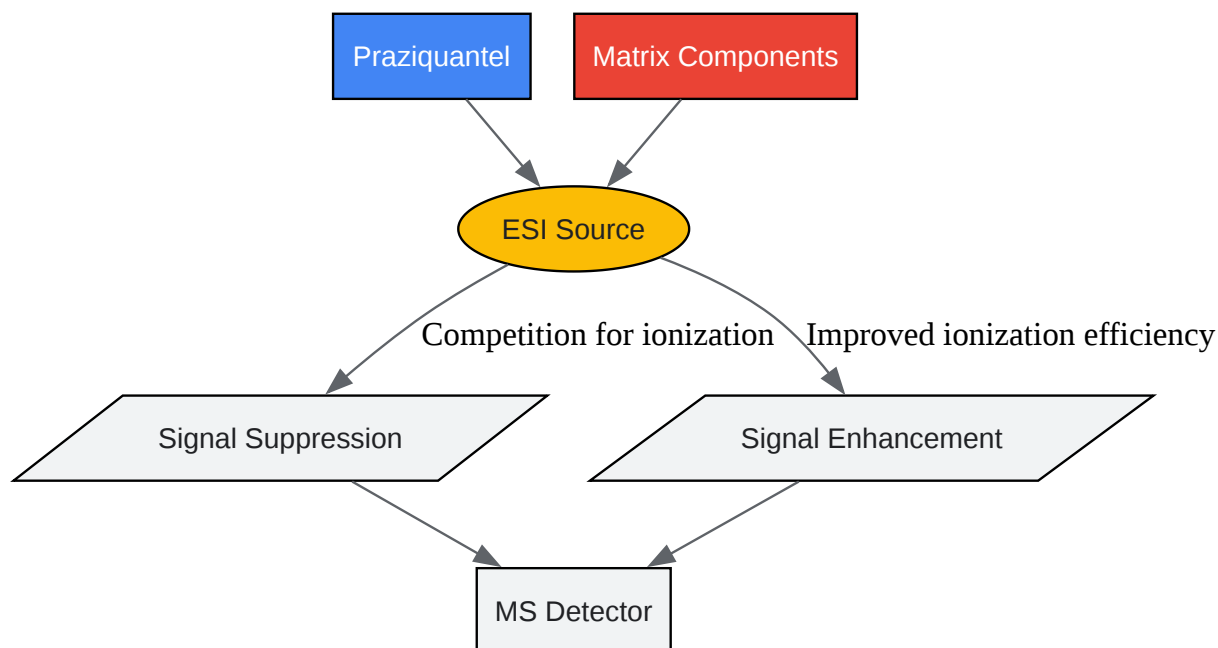 Praziquantel
Matrix Components
ESI Source
Competition for ionization
Improved ionization efficiency
Signal Suppression
Signal Enhancement
MS Detector